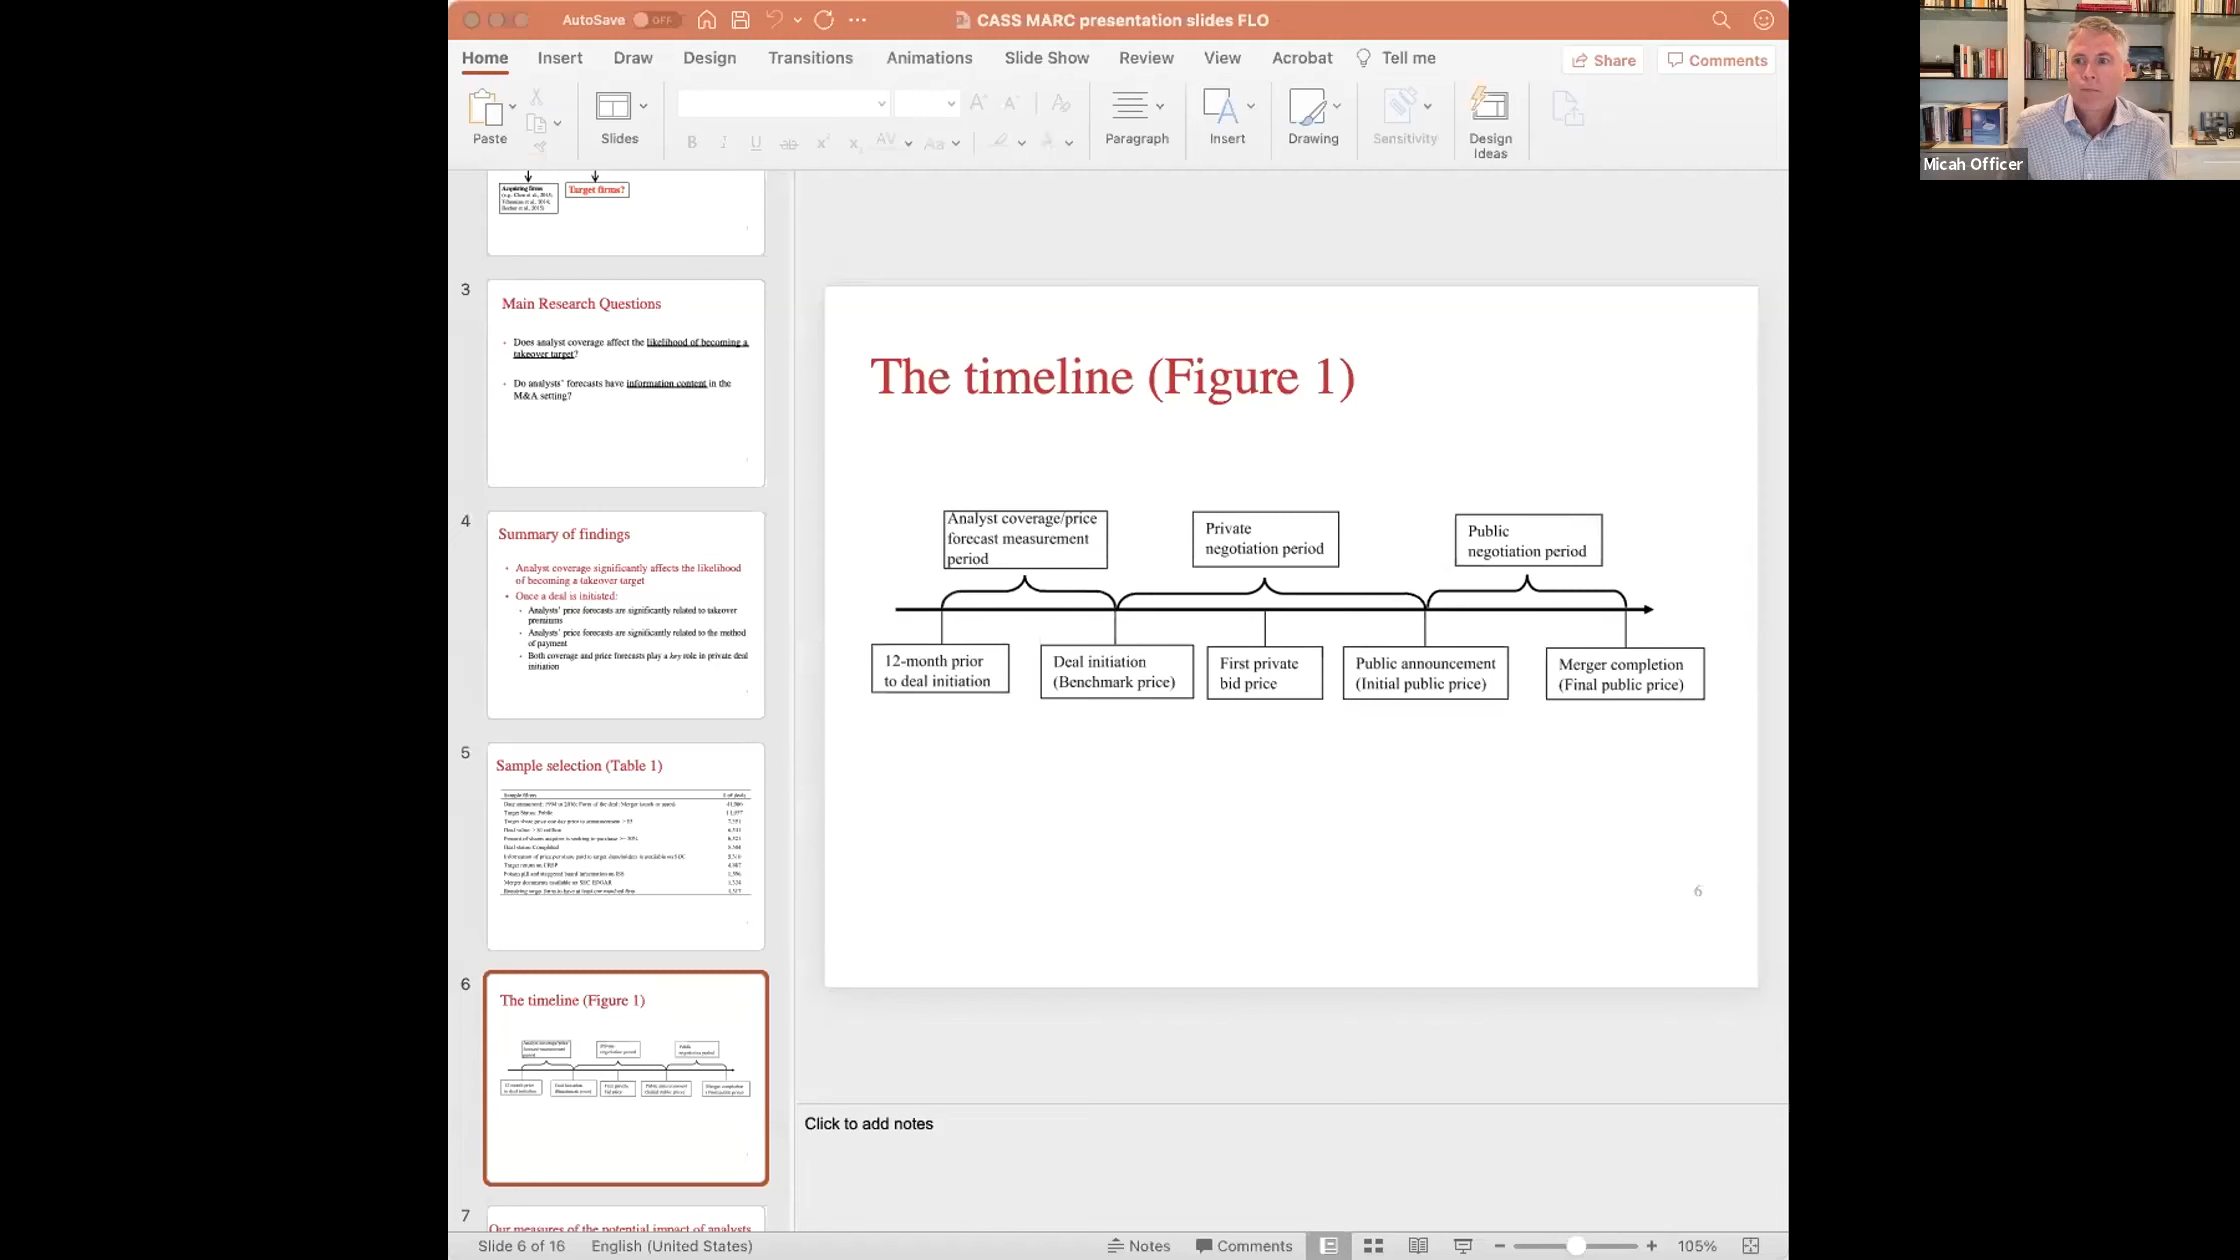 AutoSave OFF
CASS MARC presentation slides FLO
Home Insert Draw Design Transitions Animations Slide Show Review View Acrobat Tell me
Share Comments
Paste
Slides
Paragraph
Insert
Drawing
Sensitivity
Design
Ideas
Micah Officer
Acquiring firms
Target firms?
3
Main Research Questions
• Does analyst coverage affect the likelihood of becoming a
takeover target?
• Do analysts' forecasts have information content in the
M&A setting?
4
Summary of findings
• Analyst coverage significantly affects the likelihood
of becoming a takeover target
• Once a deal is initiated:
• Analysts' price forecasts are significantly related to takeover
premiums
• Analysts' price forecasts are significantly related to the method
of payment
• Both coverage and price forecasts play a key role in private deal
initiation
5
Sample selection (Table 1)
6
The timeline (Figure 1)
7
Our measures of the potential impact of analysts
The timeline (Figure 1)
Analyst coverage/price
forecast measurement
period
Private
negotiation period
Public
negotiation period
12-month prior
to deal initiation
Deal initiation
(Benchmark price)
First private
bid price
Public announcement
(Initial public price)
Merger completion
(Final public price)
6
Click to add notes
Slide 6 of 16 English (United States) Notes Comments 105%